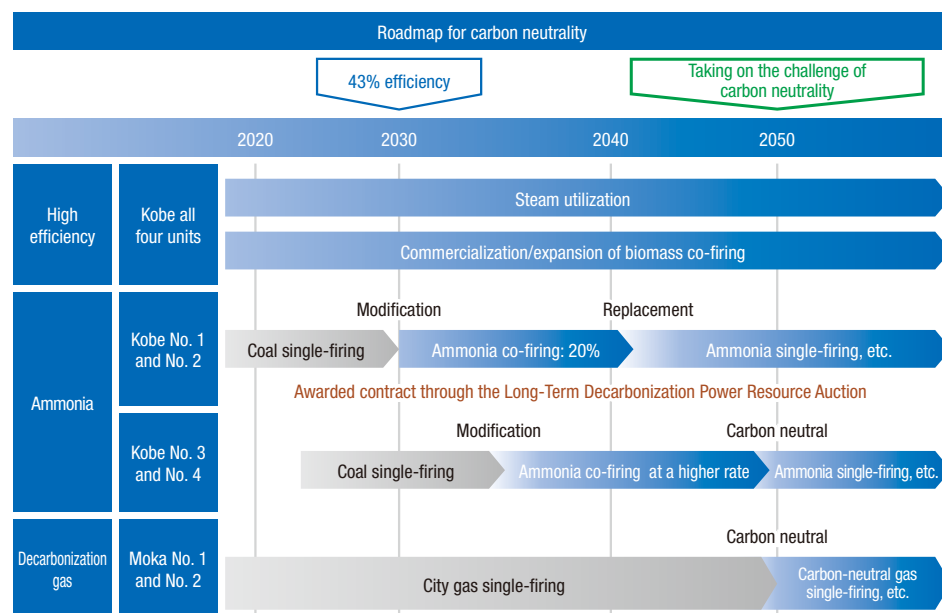 Roadmap for carbon neutrality
43% efficiency
Taking on the challenge of
carbon neutrality
2020
2030
2040
2050
High
efficiency
Kobe all
four units
Steam utilization
Commercialization/expansion of biomass co-firing
Ammonia
Kobe No. 1
and No. 2
Modification
Replacement
Coal single-firing
Ammonia co-firing: 20%
Ammonia single-firing, etc.
Awarded contract through the Long-Term Decarbonization Power Resource Auction
Kobe No. 3
and No. 4
Modification
Carbon neutral
Coal single-firing
Ammonia co-firing at a higher rate
Ammonia single-firing, etc.
Decarbonization
gas
Moka No. 1
and No. 2
Carbon neutral
City gas single-firing
Carbon-neutral gas
single-firing, etc.